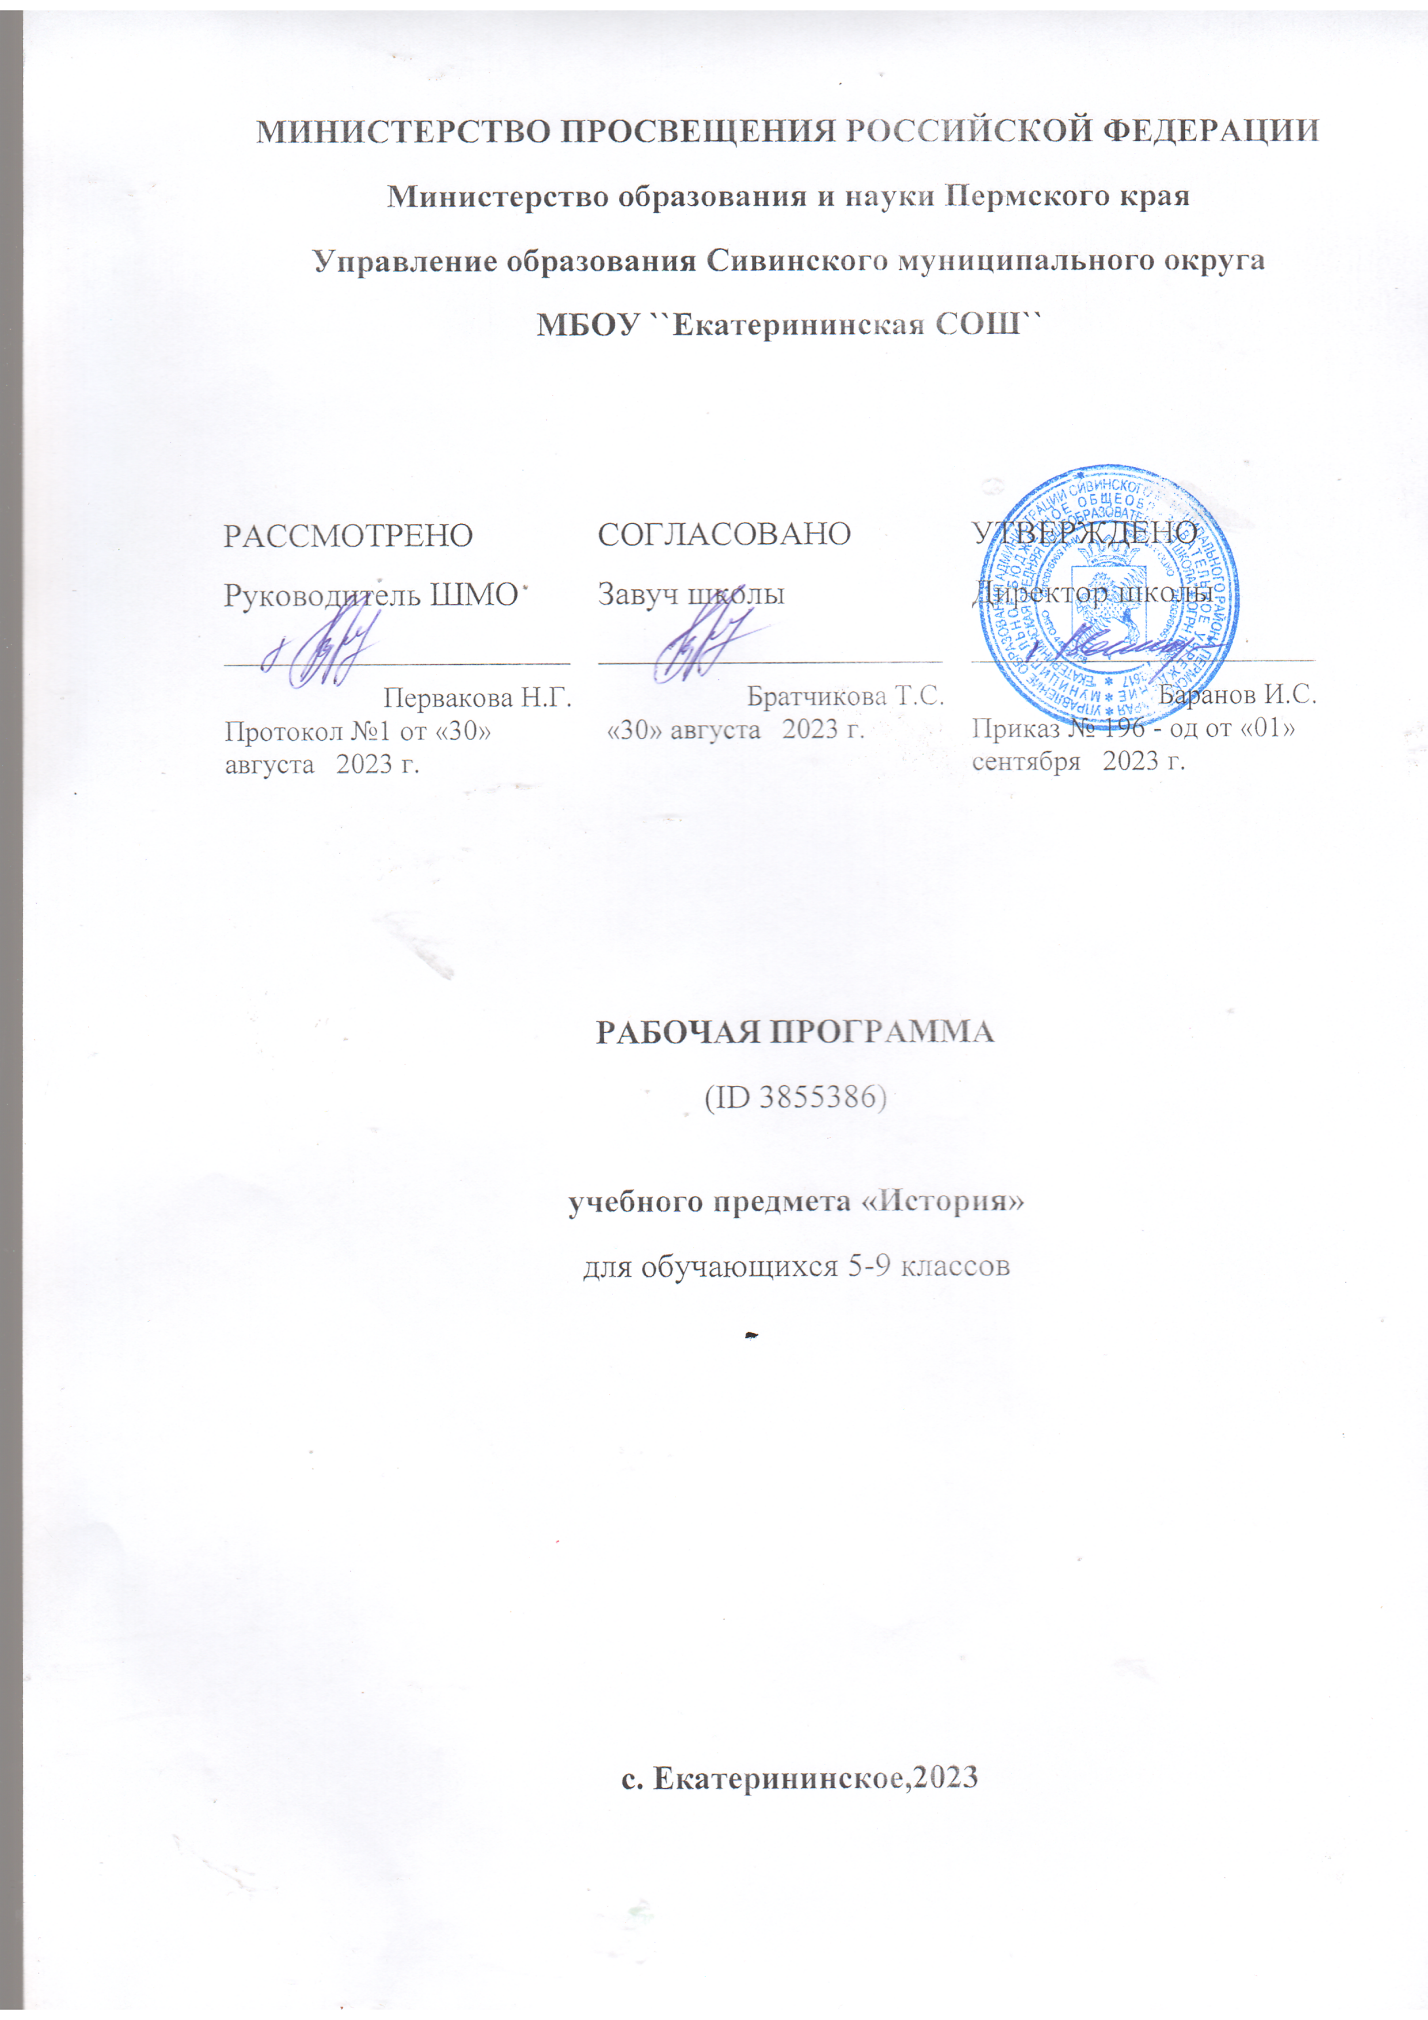 МИНИСТЕРСТВО ПРОСВЕЩЕНИЯ РОССИЙСКОЙ ФЕДЕРАЦИИ
Министерство образования и науки Пермского края
Управление образования Сивинского муниципального округа
МБОУ ``Екатерининская СОШ``
РАССМОТРЕНО
Руководитель ШМО
Первакова Н.Г.
Протокол №1 от «30»
августа 2023 г.
СОГЛАСОВАНО
Завуч школы
Братчикова Т.С.
«30» августа 2023 г.
УТВЕРЖДЕНО
Директор школы
Баранов И.С.
Приказ № 196 - од от «01»
сентября 2023 г.
РАБОЧАЯ ПРОГРАММА
(ID 3855386)
учебного предмета «История»
для обучающихся 5-9 классов
с. Екатерининское,2023